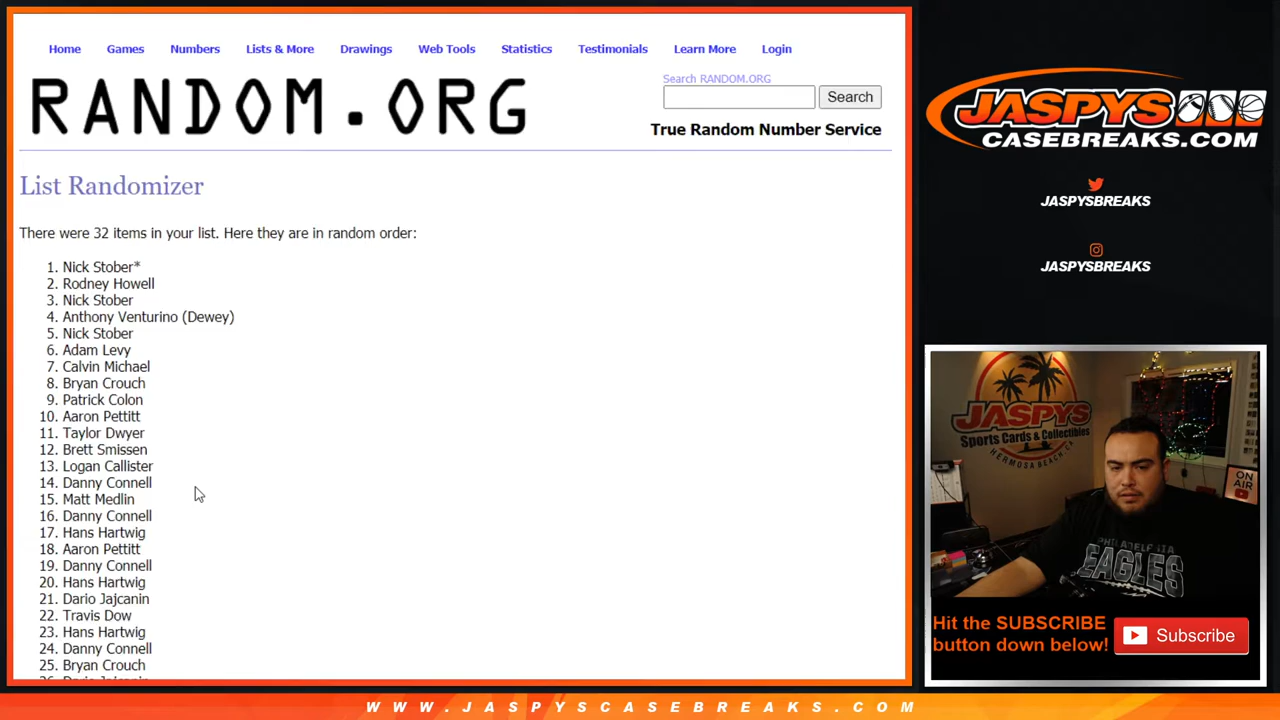 Home Games Numbers Lists & More Drawings Web Tools Statistics Testimonials Learn More Login
RANDOM.ORG
Search RANDOM.ORG
Search
True Random Number Service
List Randomizer
There were 32 items in your list. Here they are in random order:
1. Nick Stober*
2. Rodney Howell
3. Nick Stober
4. Anthony Venturino (Dewey)
5. Nick Stober
6. Adam Levy
7. Calvin Michael
8. Bryan Crouch
9. Patrick Colon
10. Aaron Pettitt
11. Taylor Dwyer
12. Brett Smissen
13. Logan Callister
14. Danny Connell
15. Matt Medlin
16. Danny Connell
17. Hans Hartwig
18. Aaron Pettitt
19. Danny Connell
20. Hans Hartwig
21. Dario Jajcanin
22. Travis Dow
23. Hans Hartwig
24. Danny Connell
25. Bryan Crouch
26. Dario Jajcanin
JASPYS
CASEBREAKS.COM
JASPYSBREAKS
JASPYSBREAKS
JASPYS
Sports Cards & Collectibles
HERMOSA BEACH, CA
ON
AIR
PHILADELPHIA
EAGLES
Hit the SUBSCRIBE
button down below!
Subscribe
WWW.JASPYSCASEBREAKS.COM